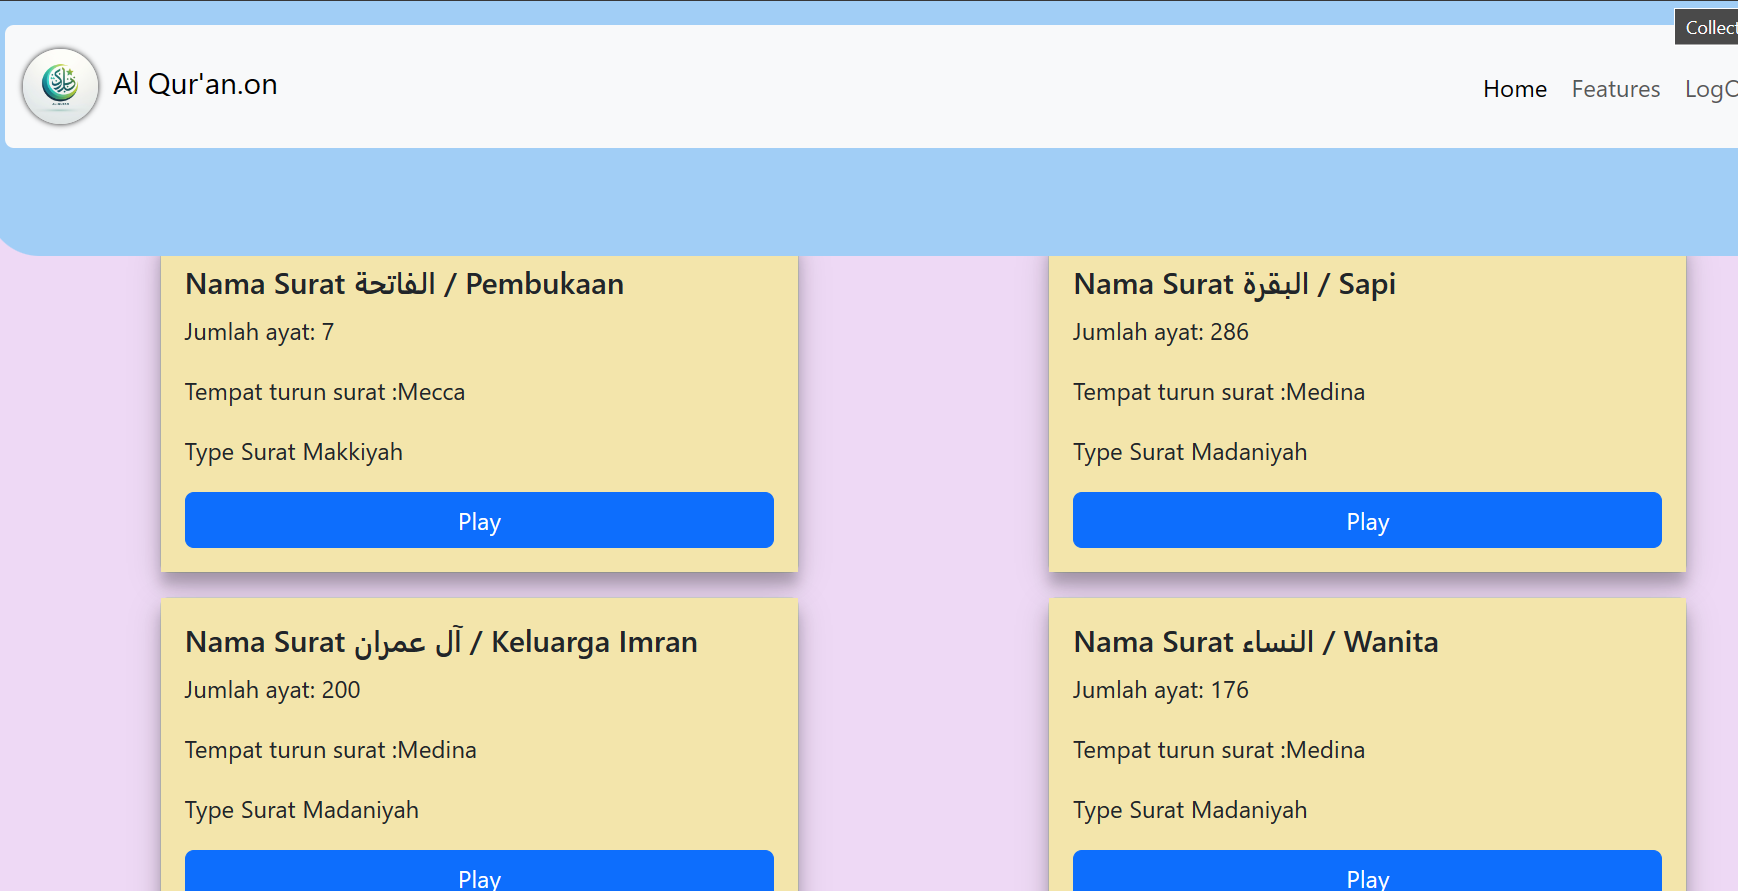 Collect
Al Qur'an.on
Home Features LogO
Nama Surat الفاتحة / Pembukaan
Jumlah ayat: 7
Tempat turun surat :Mecca
Type Surat Makkiyah
Play
Nama Surat البقرة / Sapi
Jumlah ayat: 286
Tempat turun surat :Medina
Type Surat Madaniyah
Play
Nama Surat آل عمران / Keluarga Imran
Jumlah ayat: 200
Tempat turun surat :Medina
Type Surat Madaniyah
Play
Nama Surat النساء / Wanita
Jumlah ayat: 176
Tempat turun surat :Medina
Type Surat Madaniyah
Play